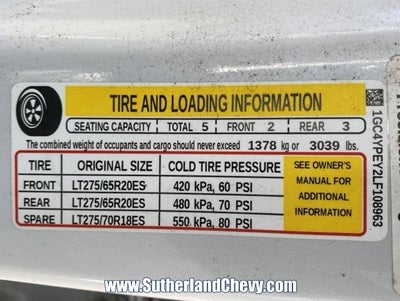 TIRE AND LOADING INFORMATION
SEATING CAPACITY TOTAL 5 FRONT 2 REAR 3
The combined weight of occupants and cargo should never exceed 1378 kg or 3039 lbs.
TIRE ORIGINAL SIZE COLD TIRE PRESSURE
FRONT LT275/65R20ES 420 kPa, 60 PSI
REAR LT275/65R20ES 480 kPa, 70 PSI
SPARE LT275/70R18ES 550 kPa, 80 PSI
SEE OWNER'S
MANUAL FOR
ADDITIONAL
INFORMATION
1GC4YPEY2LF108963
www.SutherlandChevy.com